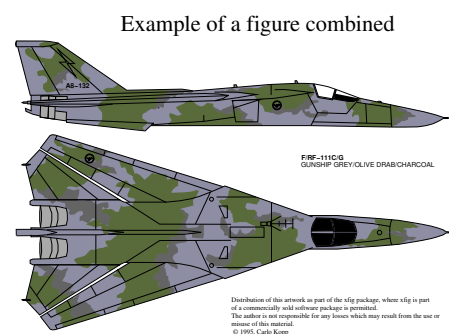 Example of a figure combined
A8-132
F/RF-111C/G
GUNSHIP GREY/OLIVE DRAB/CHARCOAL
Distribution of this artwork as part of the xfig package, where xfig is part
of a commercially sold software package is permitted.
The author is not responsible for any losses which may result from the use or
misuse of this material.
© 1995, Carlo Kopp